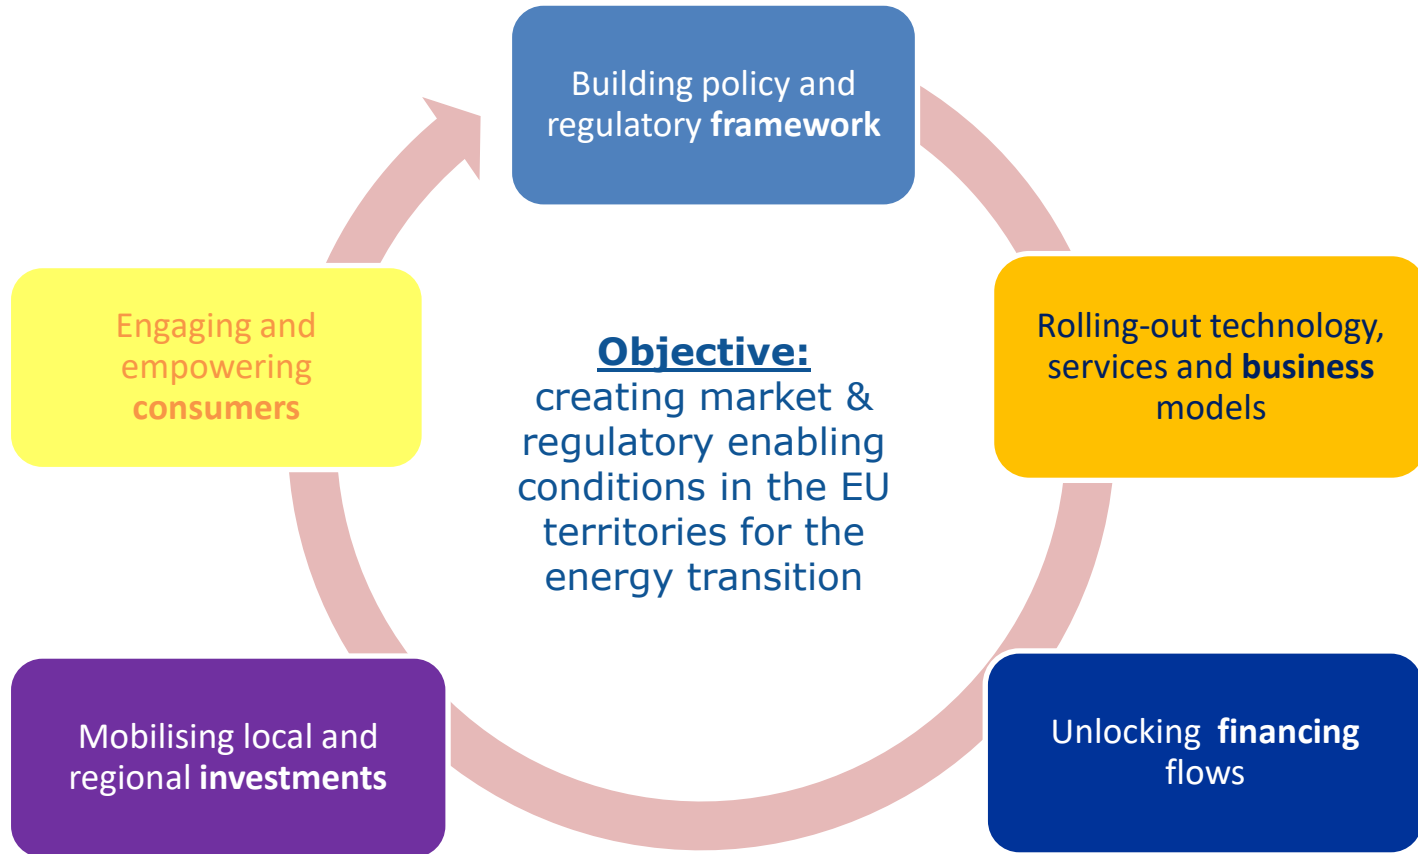 Building policy and
regulatory framework
Rolling-out technology,
services and business
models
Unlocking  financing
flows
Mobilising local and
regional investments
Engaging and
empowering
consumers
Objective:
creating market &
regulatory enabling
conditions in the EU
territories for the
energy transition